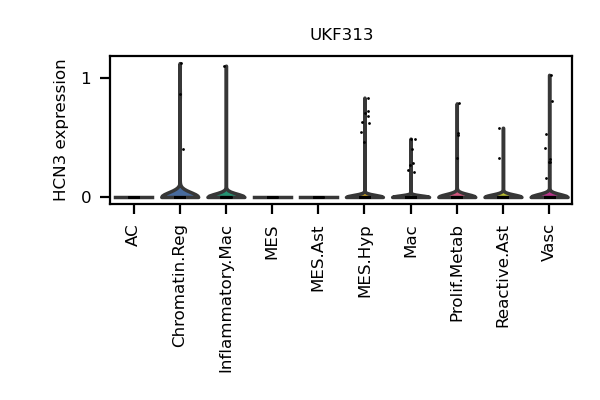 UKF313
HCN3 expression
1
0
AC
Chromatin.Reg
Inflammatory.Mac
MES
MES.Ast
MES.Hyp
Mac
Prolif.Metab
Reactive.Ast
Vasc